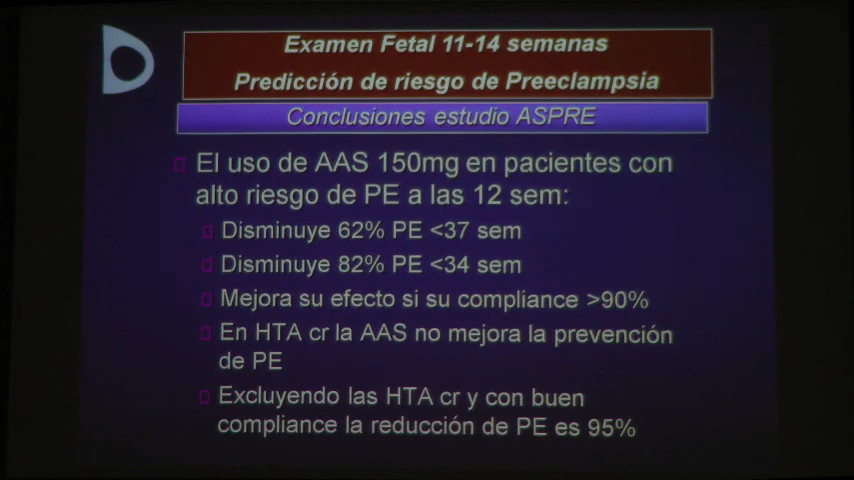 Examen Fetal 11-14 semanas
Predicción de riesgo de Preeclampsia
Conclusiones estudio ASPRE
El uso de AAS 150mg en pacientes con
alto riesgo de PE a las 12 sem:
Disminuye 62% PE <37 sem
Disminuye 82% PE <34 sem
Mejora su efecto si su compliance >90%
En HTA cr la AAS no mejora la prevención
de PE
Excluyendo las HTA cr y con buen
compliance la reducción de PE es 95%